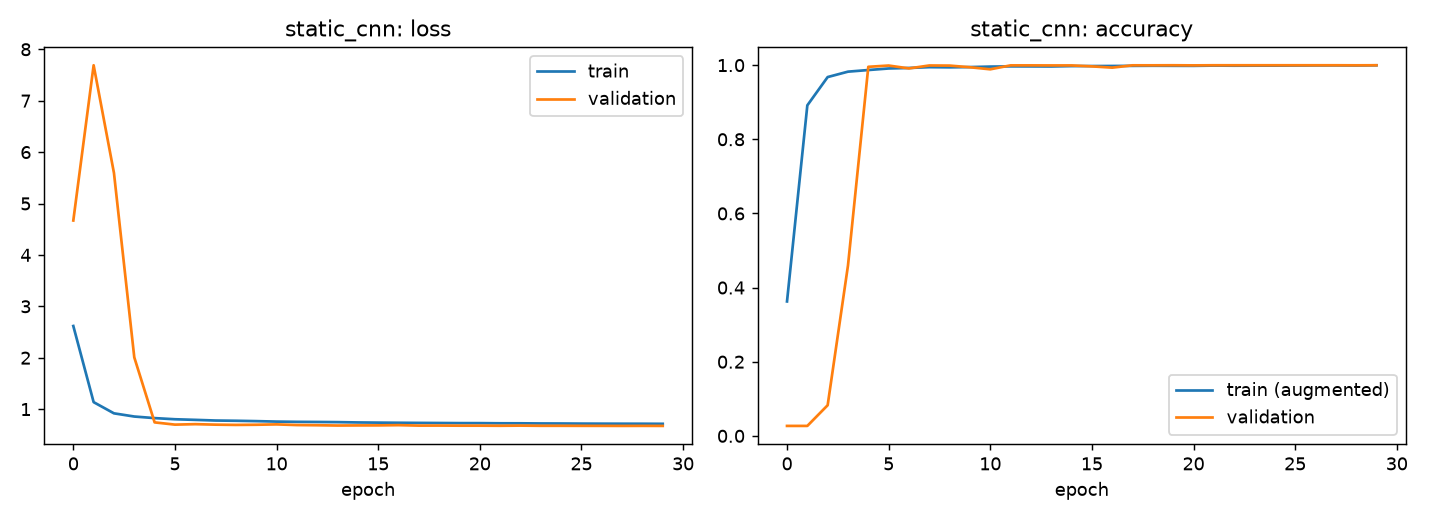 static_cnn: loss
8
7
6
5
4
3
2
1
0 5 10 15 20 25 30
epoch
train
validation
static_cnn: accuracy
1.0
0.8
0.6
0.4
0.2
0.0
0 5 10 15 20 25 30
epoch
train (augmented)
validation